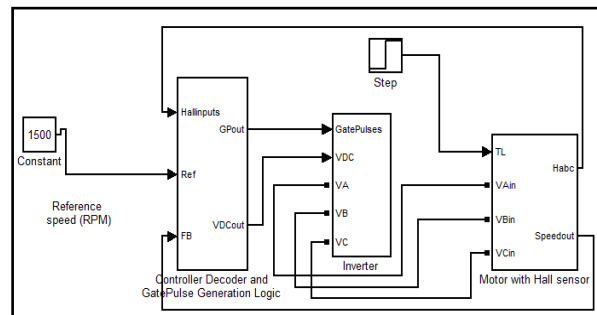 Hallinputs
GPout
Ref
VDCout
FB
Controller Decoder and
GatePulse Generation Logic
1500
Constant
Reference
speed (RPM)
Step
GatePulses
VDC
VA
VB
VC
Inverter
TL
Habc
VAin
VBin
Speedout
VCin
Motor with Hall sensor